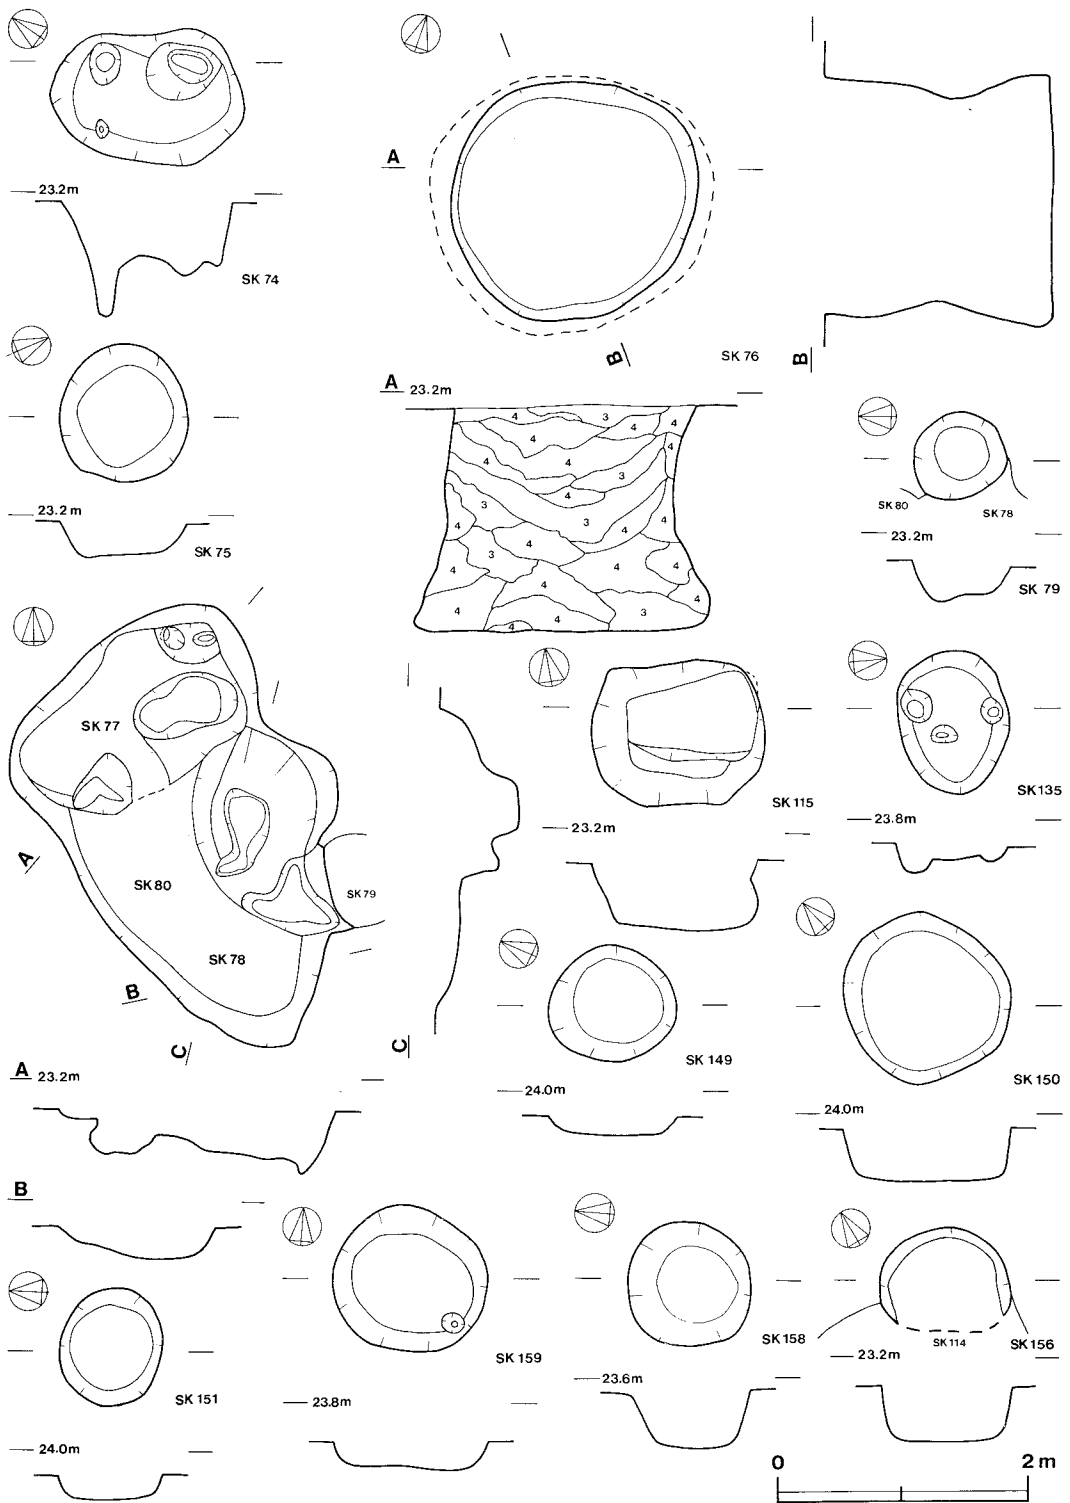 23.2m
SK 74
A
B
SK 76
B
A 23.2m
4 3 4 4
4 4
4 4
3
4
3 3 4 4
4
3 4
4 4 4 4
4 4 3 4
4
23.2m
SK 75
SK 80 SK 78
23.2m
SK 79
SK 77
SK 80
SK 79
SK 78
A
B
C
C
SK 115
23.2m
SK 135
23.8m
SK 149
24.0m
SK 150
24.0m
A 23.2m
B
SK 151
24.0m
SK 159
23.8m
SK 158
23.6m
SK 114
SK 156
23.2m
0 2 m